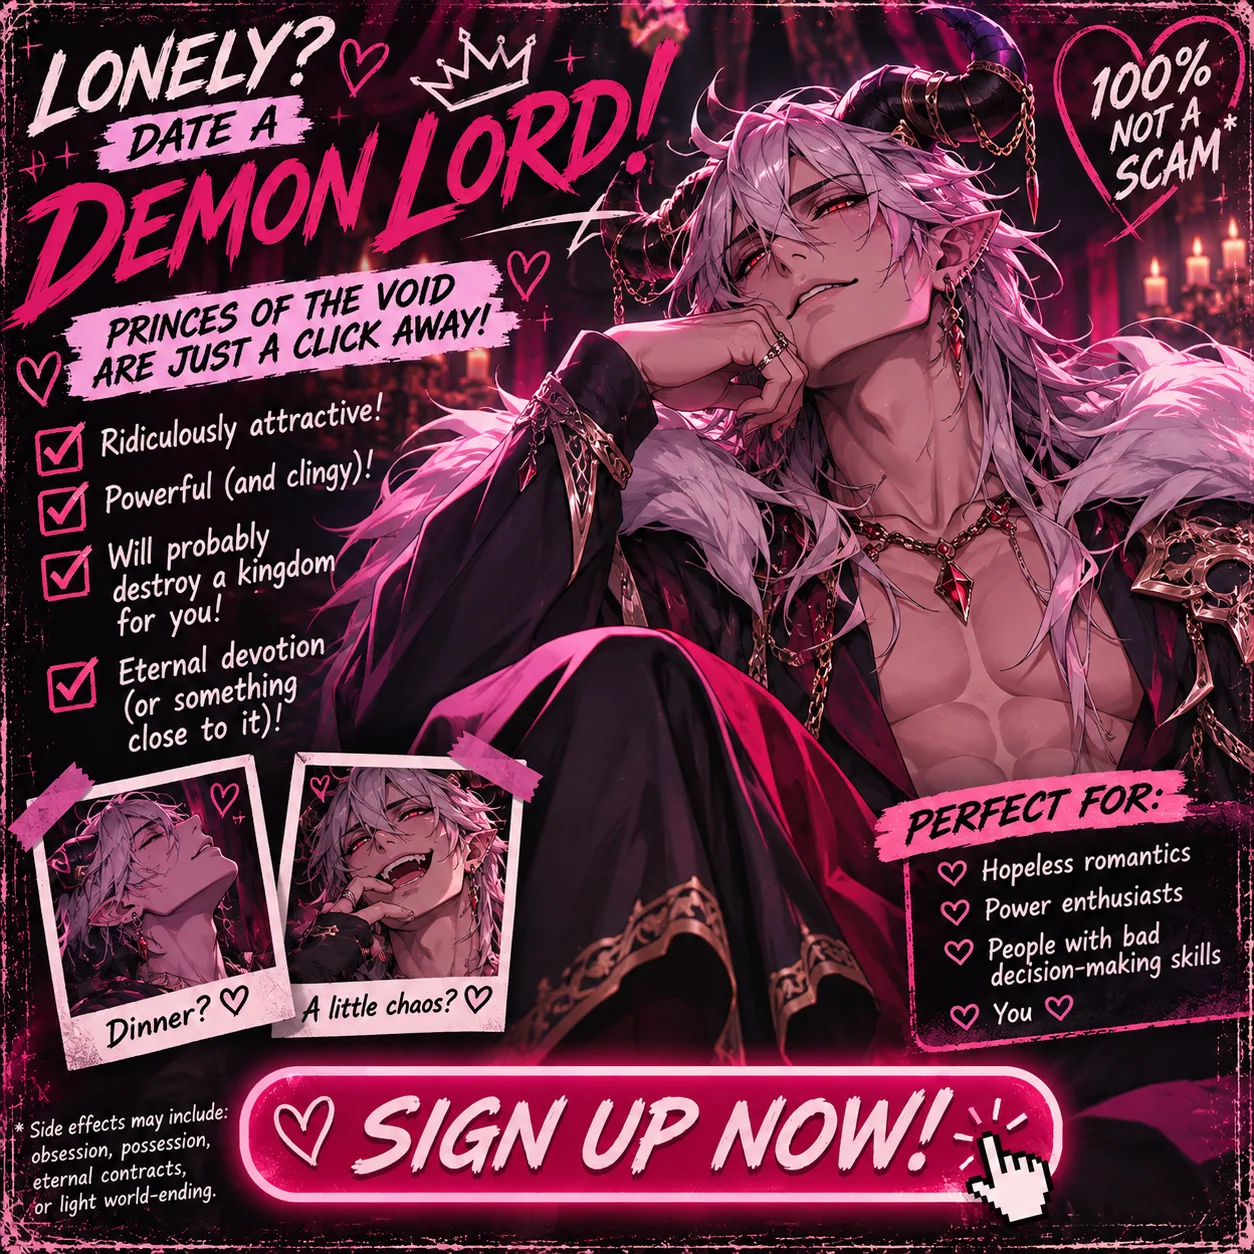 LONELY?
DATE A
DEMON LORD!
100%
NOT A
SCAM*
PRINCES OF THE VOID
ARE JUST A CLICK AWAY!
Ridiculously attractive!
Powerful (and clingy)!
Will probably
destroy a kingdom
for you!
Eternal devotion
(or something
close to it)!
Dinner?
A little chaos?
PERFECT FOR:
Hopeless romantics
Power enthusiasts
People with bad
decision-making skills
You
SIGN UP NOW!
* Side effects may include:
obsession, possession,
eternal contracts,
or light world-ending.